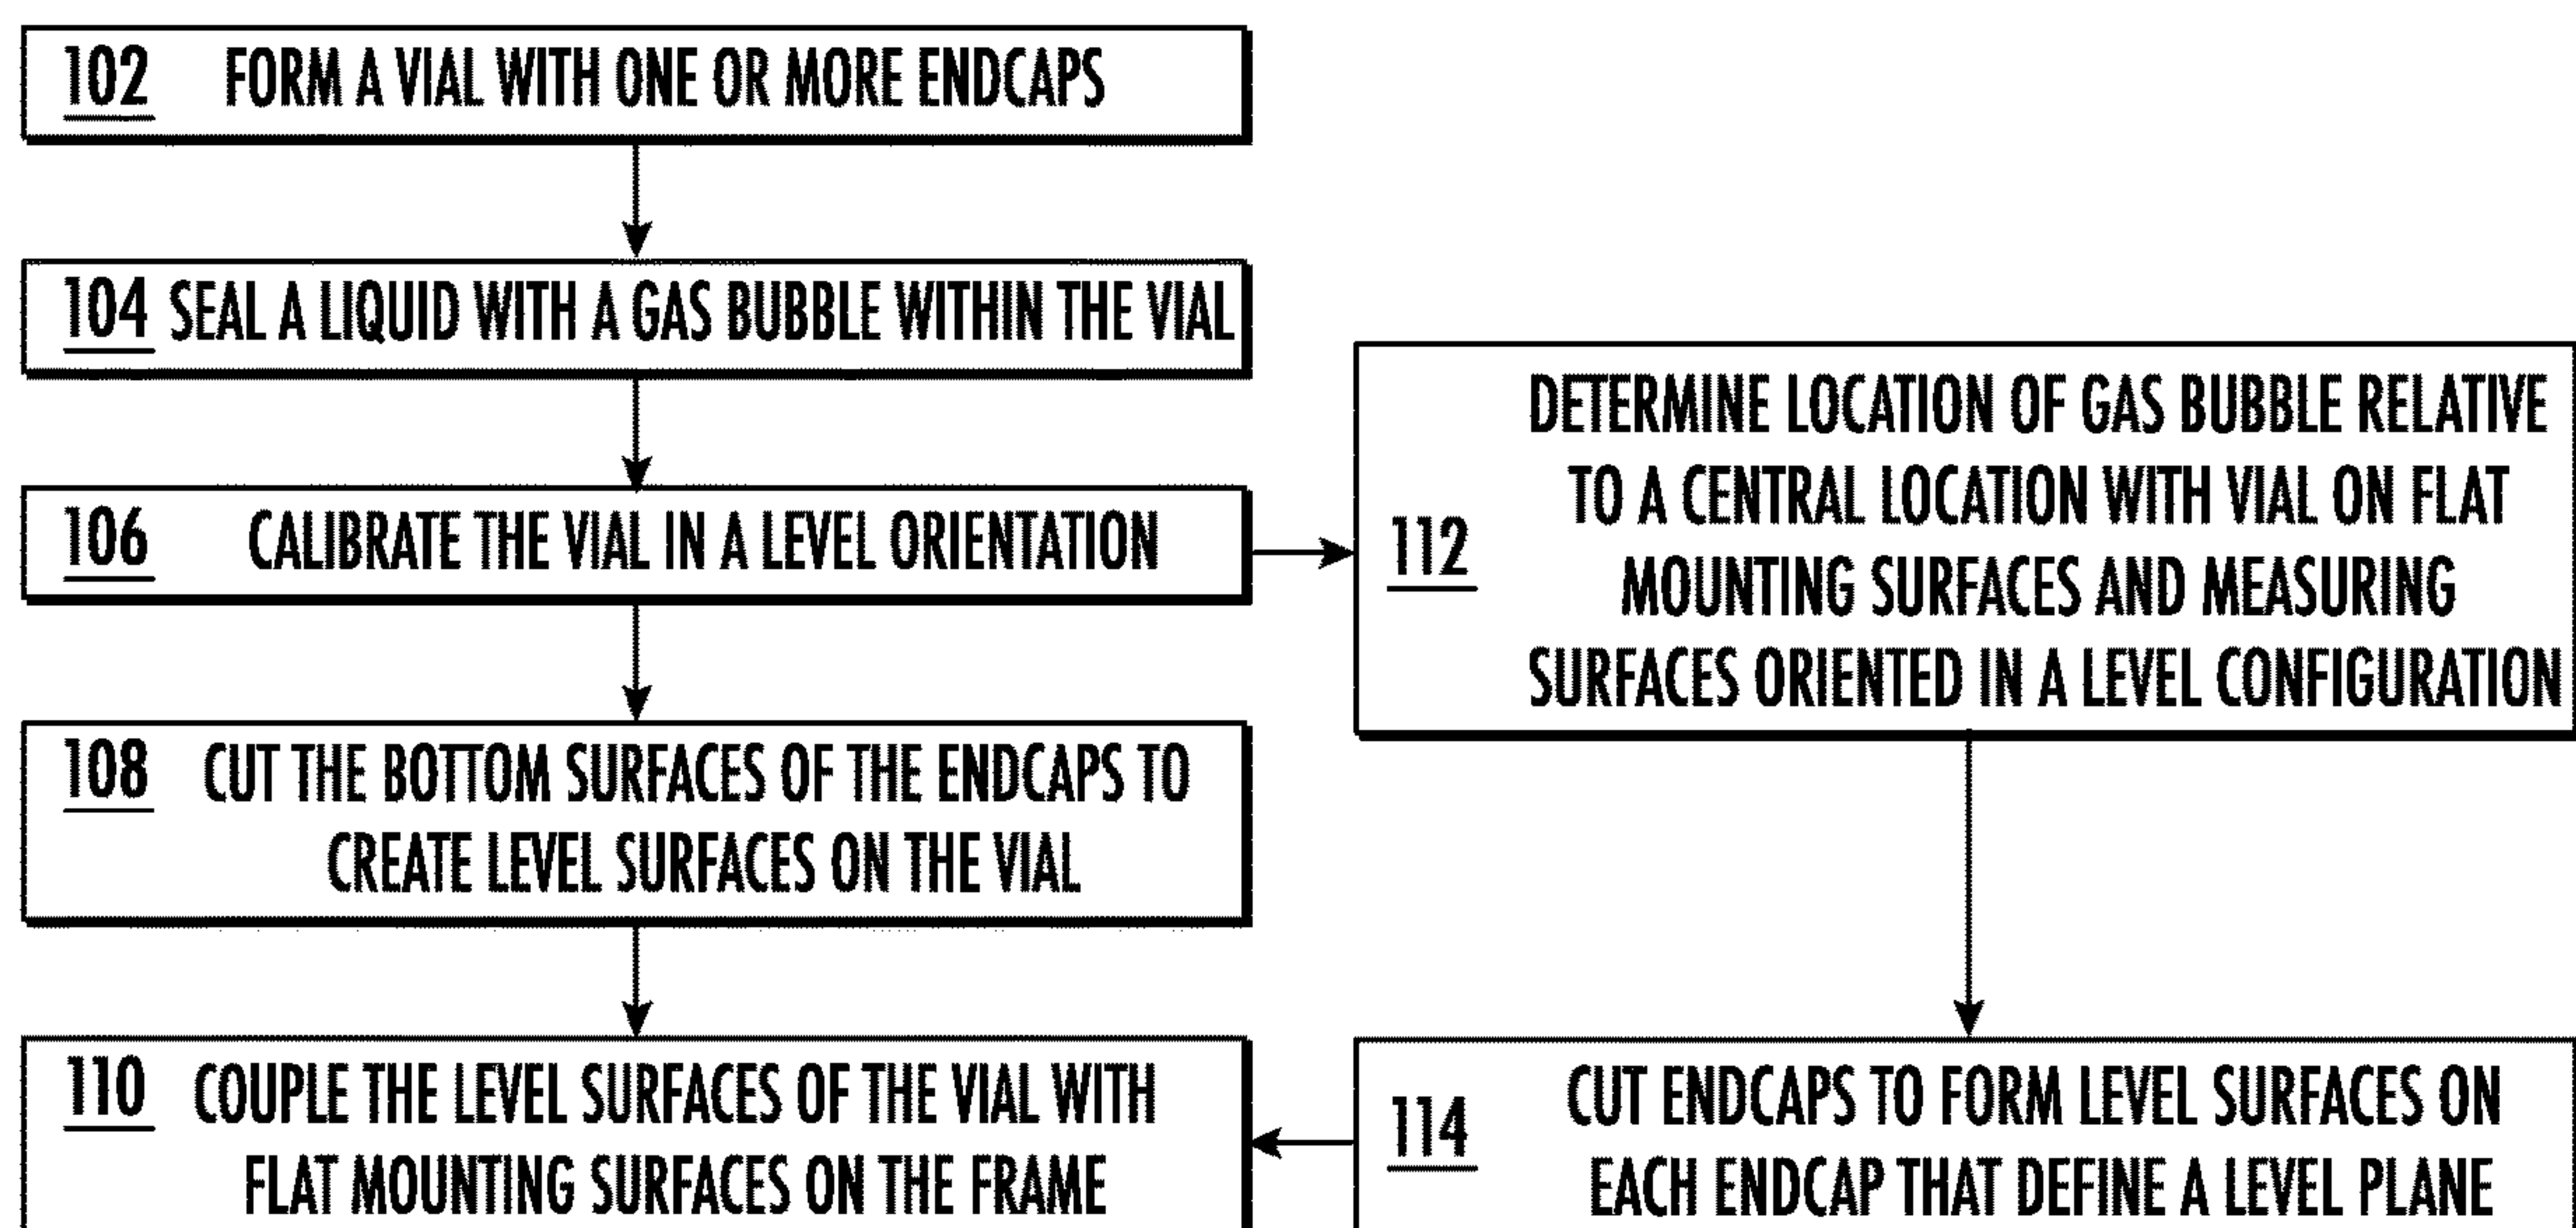 102 FORM A VIAL WITH ONE OR MORE ENDCAPS
104 SEAL A LIQUID WITH A GAS BUBBLE WITHIN THE VIAL
106 CALIBRATE THE VIAL IN A LEVEL ORIENTATION
108 CUT THE BOTTOM SURFACES OF THE ENDCAPS TO
CREATE LEVEL SURFACES ON THE VIAL
110 COUPLE THE LEVEL SURFACES OF THE VIAL WITH
FLAT MOUNTING SURFACES ON THE FRAME
DETERMINE LOCATION OF GAS BUBBLE RELATIVE
TO A CENTRAL LOCATION WITH VIAL ON FLAT
112
MOUNTING SURFACES AND MEASURING
SURFACES ORIENTED IN A LEVEL CONFIGURATION
114 CUT ENDCAPS TO FORM LEVEL SURFACES ON
EACH ENDCAP THAT DEFINE A LEVEL PLANE